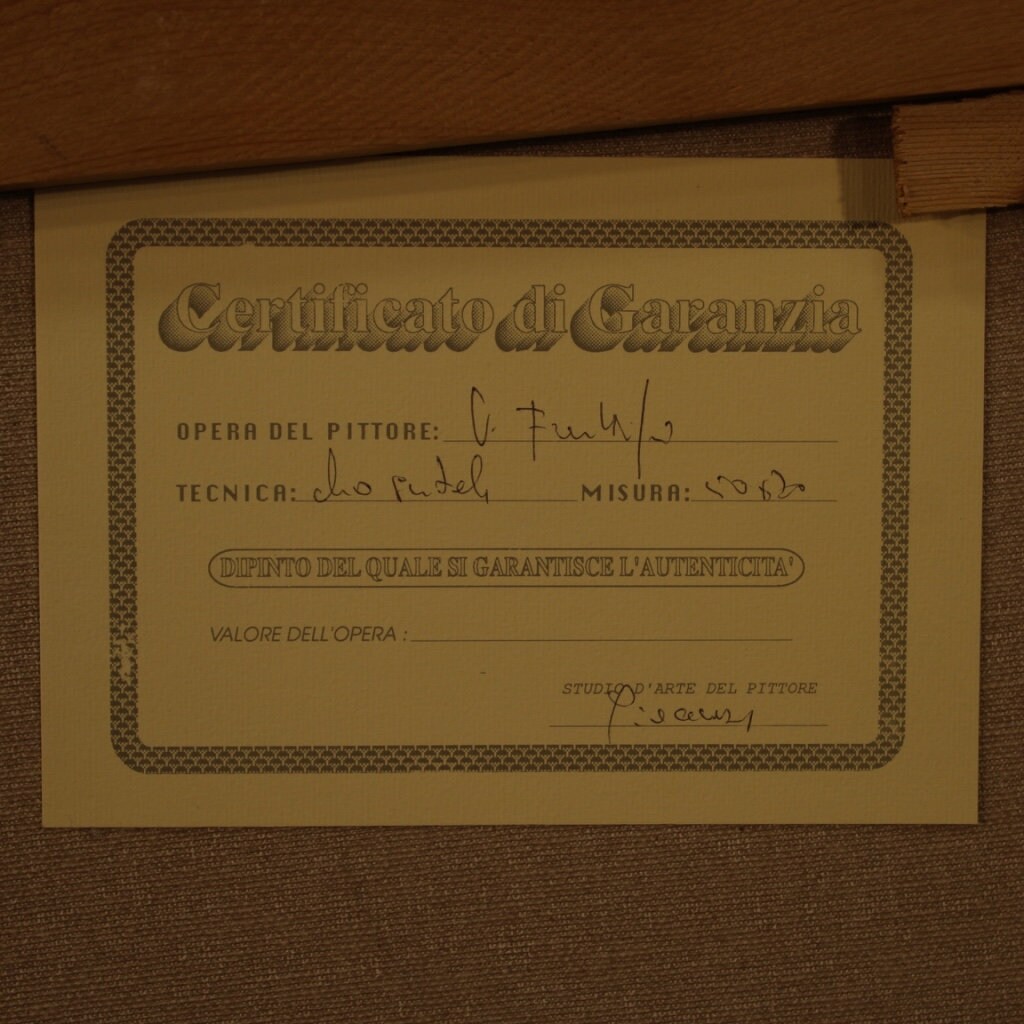 Certificato di Garanzia
OPERA DEL PITTORE:
TECNICA: MISURA:
DIPINTO DEL QUALE SI GARANTISCE L'AUTENTICITA'
VALORE DELL'OPERA :
STUDIO D'ARTE DEL PITTORE